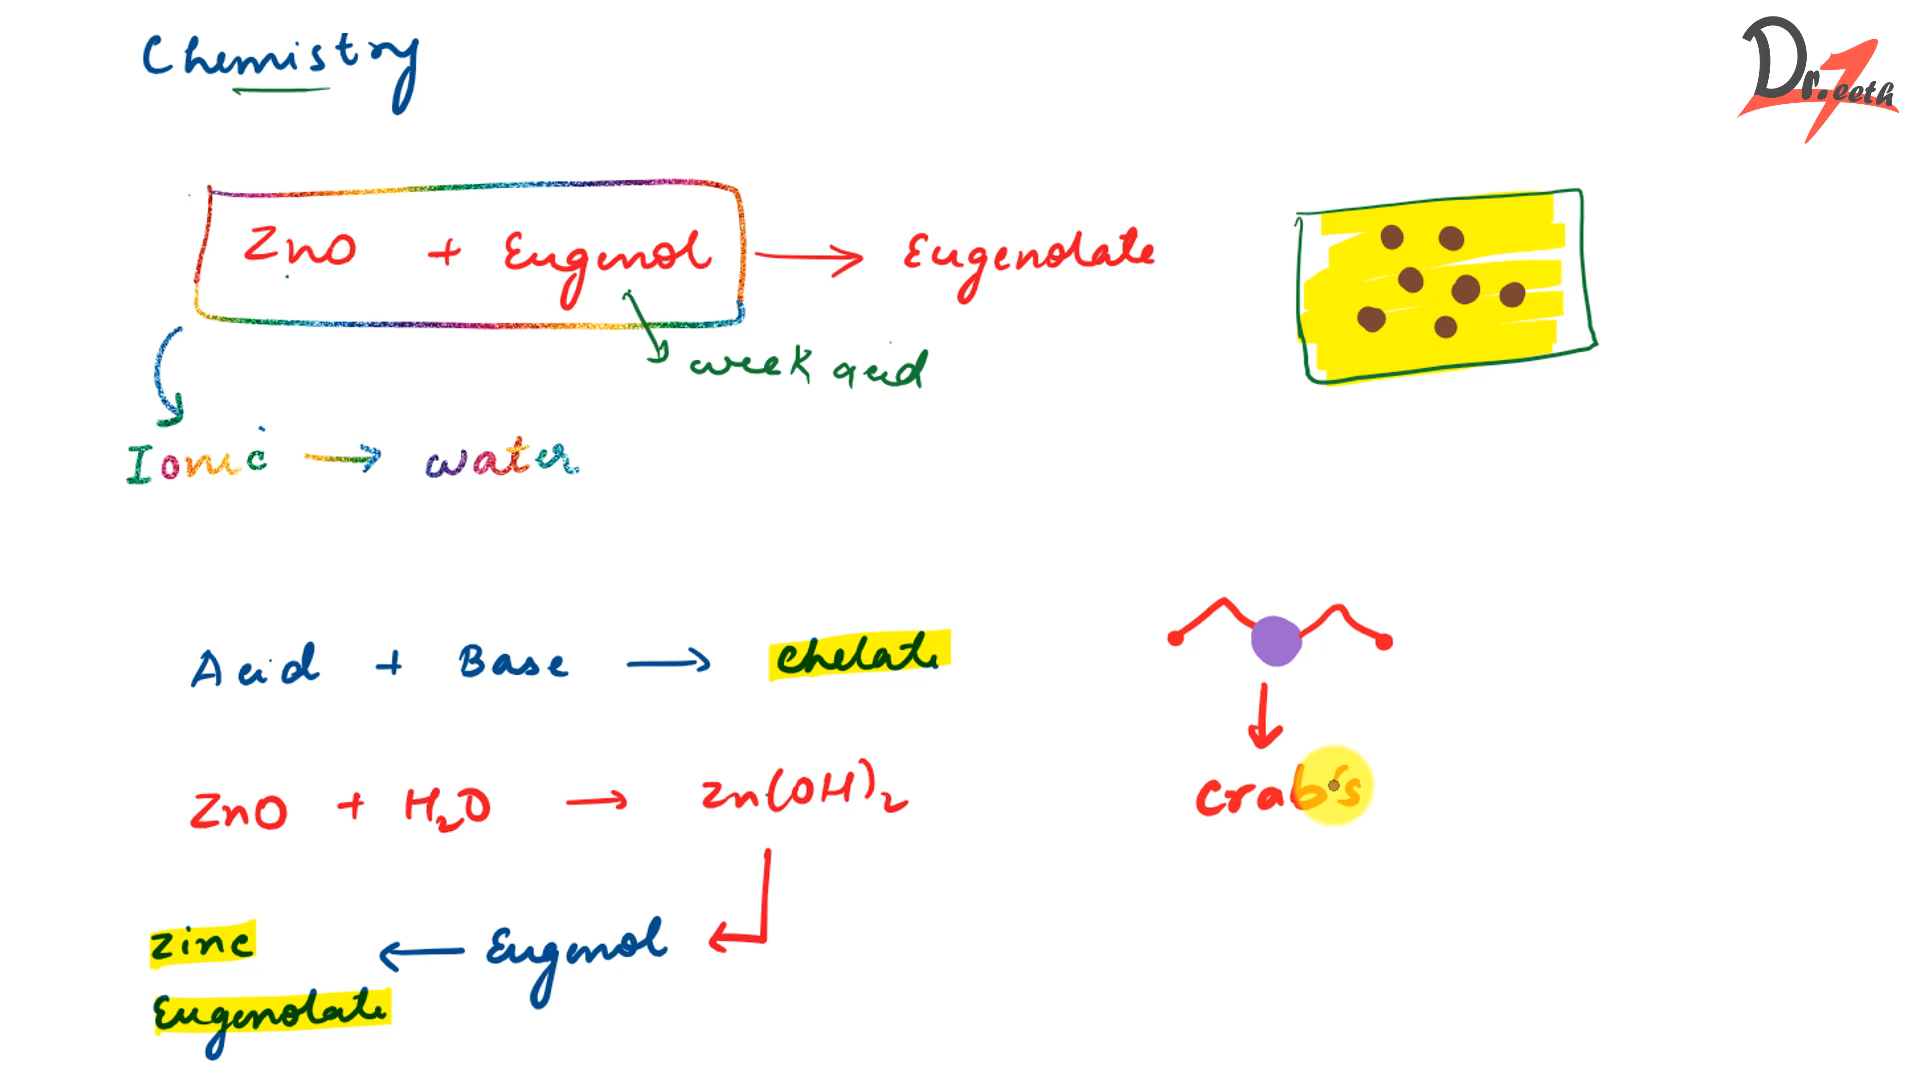 Chemistry
Dr. Teeth
ZnO + Eugenol → Eugenolate
week acid
Ionic → water
Acid + Base → chelate
ZnO + H₂O → Zn(OH)₂
crab's
zinc ← Eugenol ←
Eugenolate